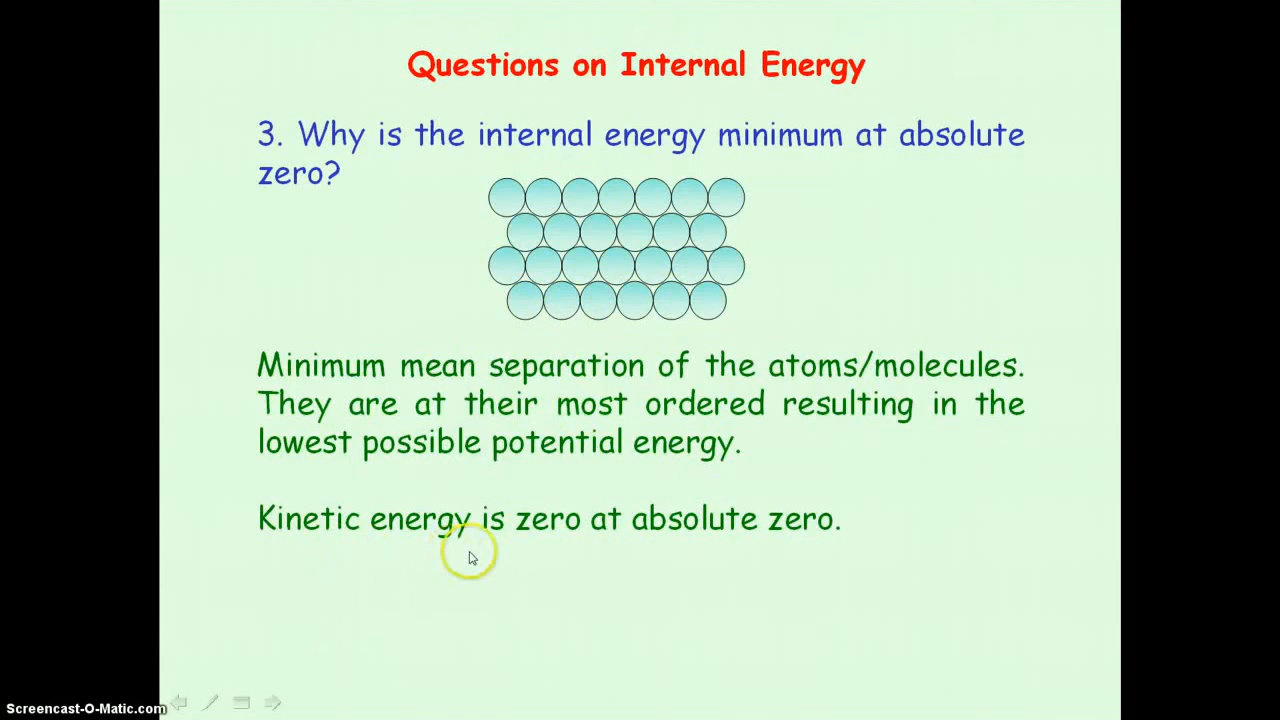 Questions on Internal Energy
3. Why is the internal energy minimum at absolute
zero?
Minimum mean separation of the atoms/molecules.
They are at their most ordered resulting in the
lowest possible potential energy.
Kinetic energy is zero at absolute zero.
Screencast-O-Matic.com